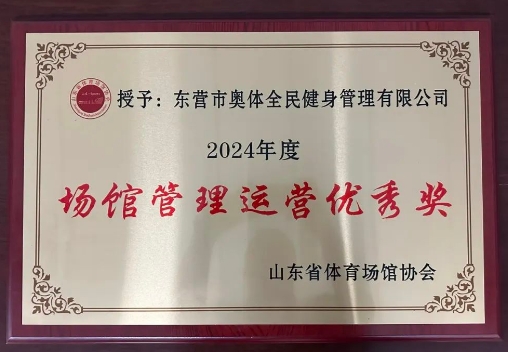 授予：东营市奥体全民健身管理有限公司
2024年度
场馆管理运营优秀奖
山东省体育场馆协会